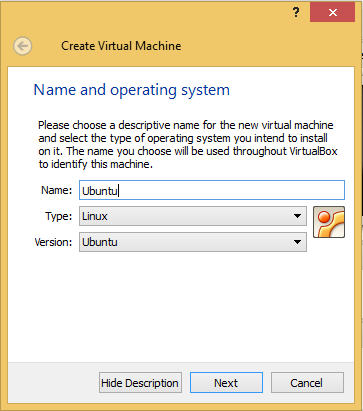 ?
Create Virtual Machine
Name and operating system
Please choose a descriptive name for the new virtual machine
and select the type of operating system you intend to install
on it. The name you choose will be used throughout VirtualBox
to identify this machine.
Name: Ubuntu
Type: Linux
Version: Ubuntu
Hide Description Next Cancel